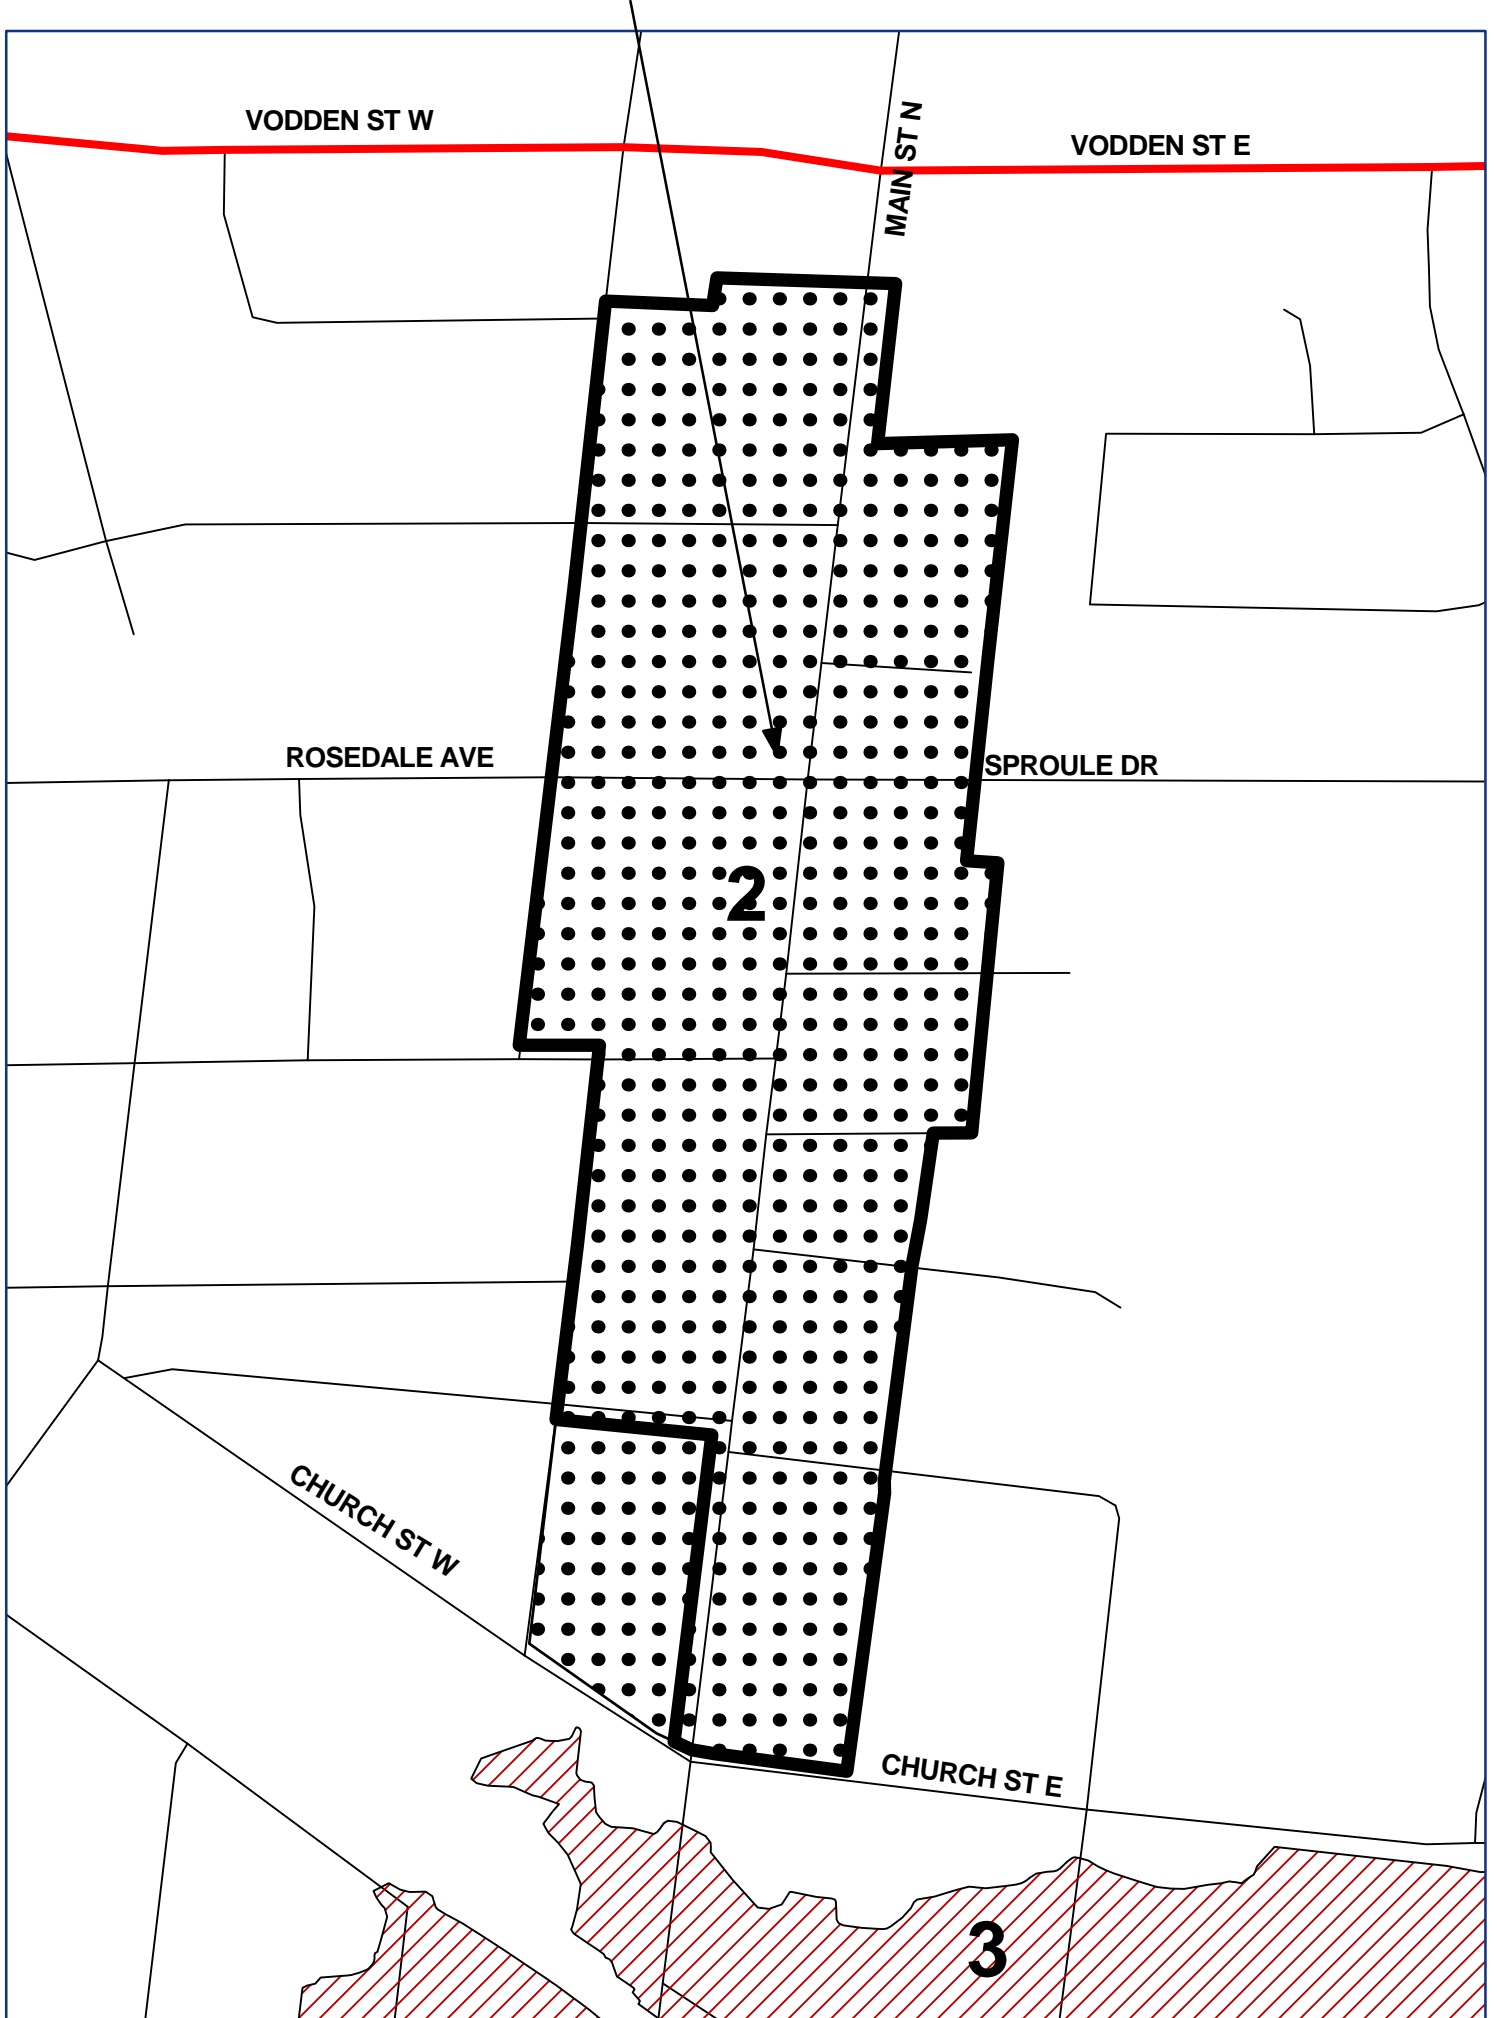 VODDEN ST W
MAIN ST N
VODDEN ST E
ROSEDALE AVE
SPROULE DR
2
CHURCH ST W
CHURCH ST E
3